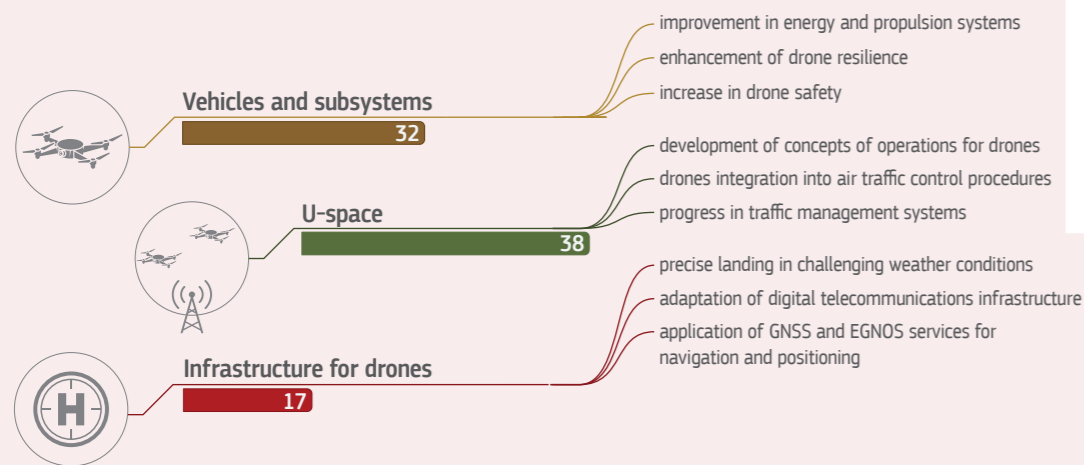 Vehicles and subsystems
32
improvement in energy and propulsion systems
enhancement of drone resilience
increase in drone safety
U-space
38
development of concepts of operations for drones
drones integration into air traffic control procedures
progress in traffic management systems
Infrastructure for drones
17
precise landing in challenging weather conditions
adaptation of digital telecommunications infrastructure
application of GNSS and EGNOS services for
navigation and positioning
H